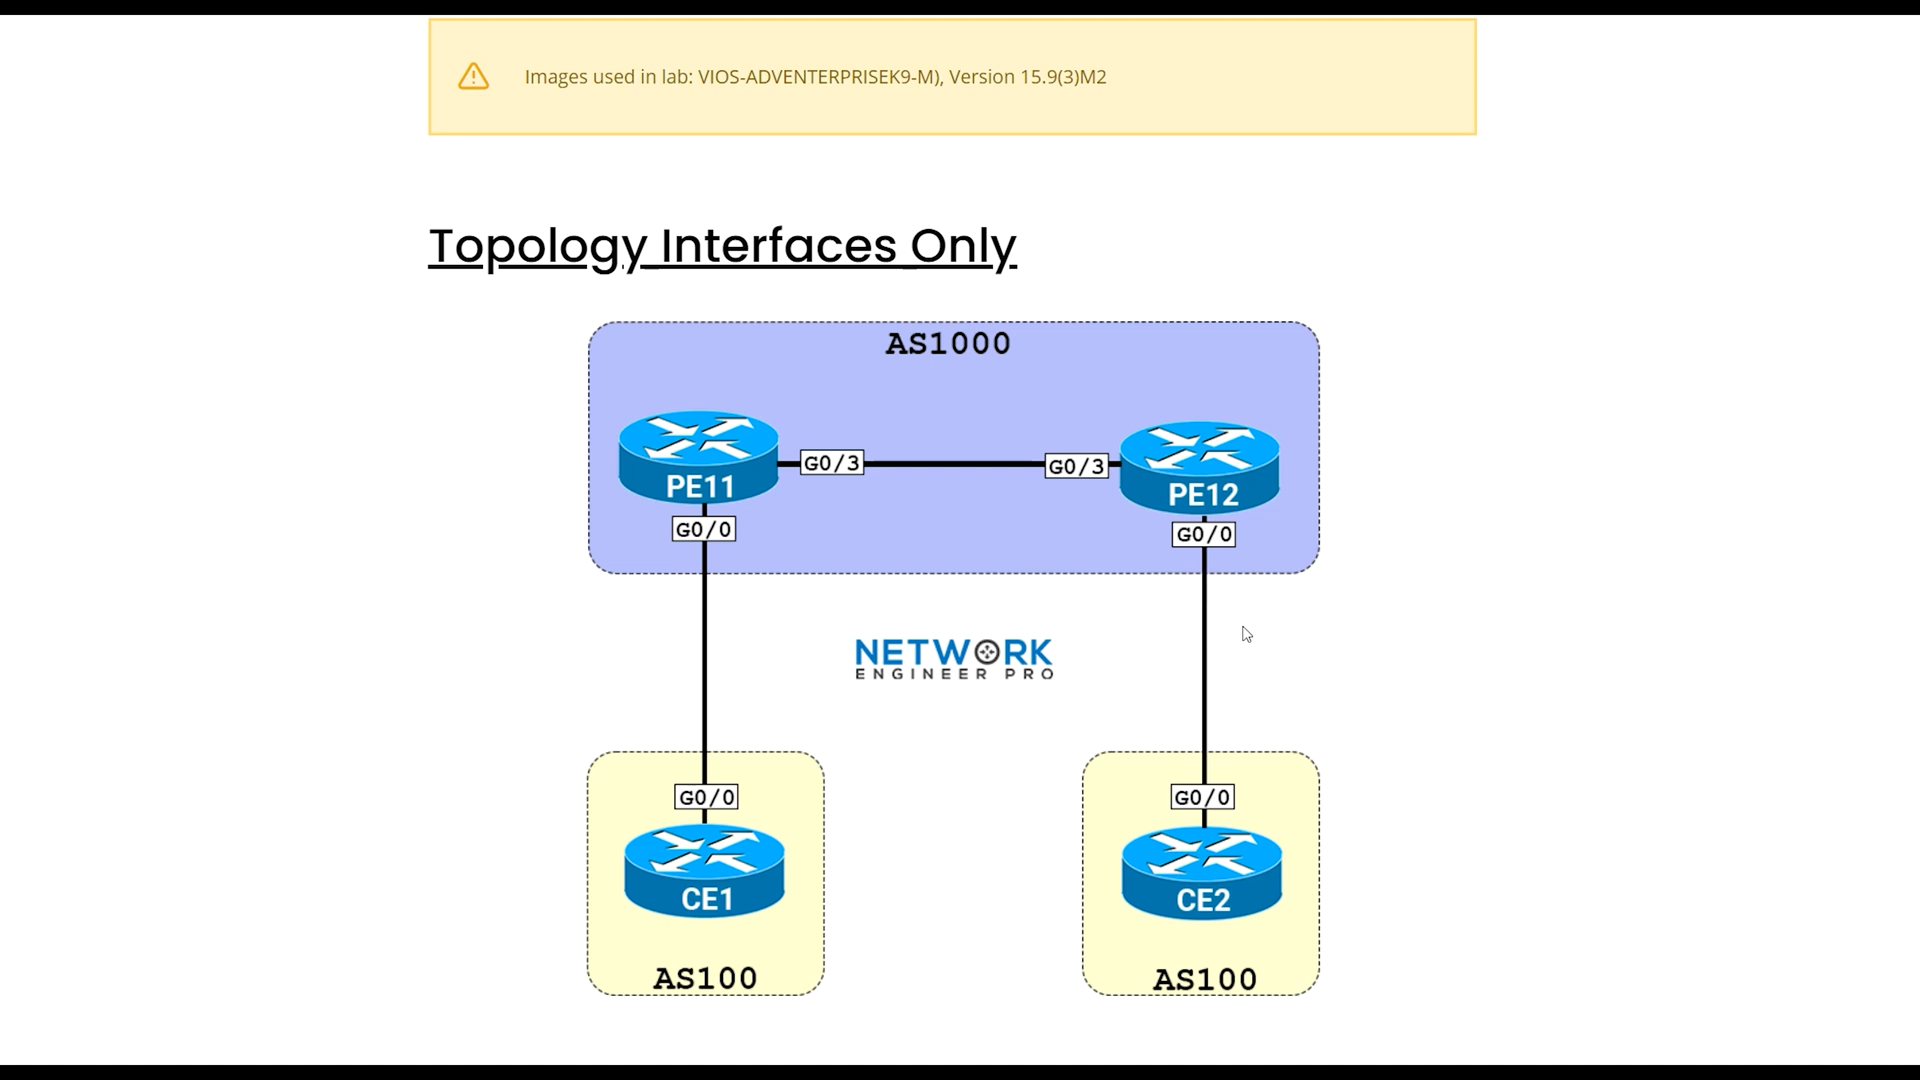 Images used in lab: VIOS-ADVENTERPRISEK9-M), Version 15.9(3)M2
Topology Interfaces Only
AS1000
PE11
G0/3
G0/3
PE12
G0/0
G0/0
NETWORK
ENGINEER PRO
G0/0
G0/0
CE1
CE2
AS100
AS100